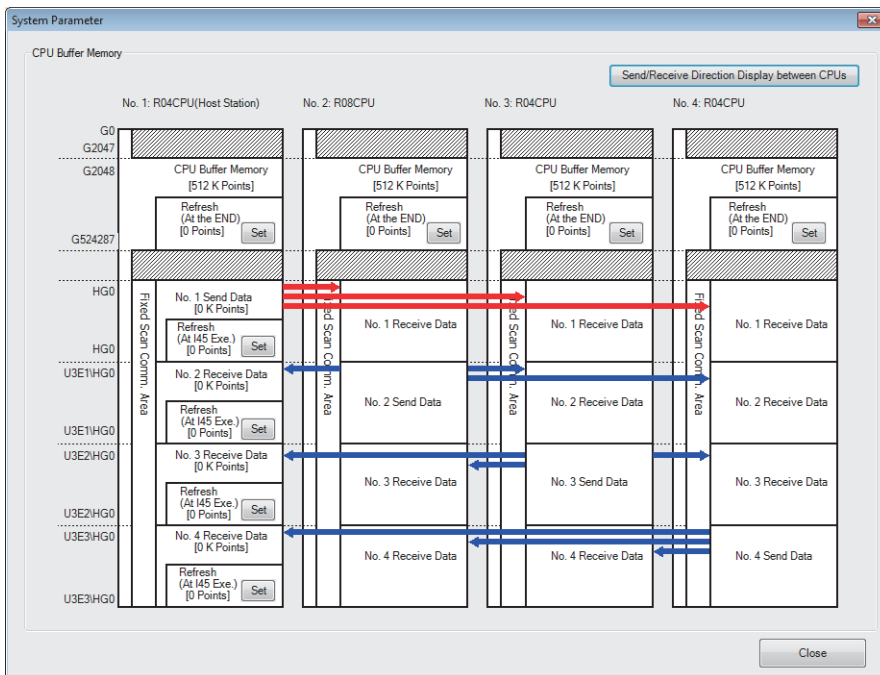 System Parameter
CPU Buffer Memory
Send/Receive Direction Display between CPUs
No. 1: R04CPU(Host Station)
No. 2: R08CPU
No. 3: R04CPU
No. 4: R04CPU
G0
G2047
G2048
G524287
HG0
HG0
U3E1\HG0
U3E1\HG0
U3E2\HG0
U3E2\HG0
U3E3\HG0
U3E3\HG0
CPU Buffer Memory
[512 K Points]
Refresh
(At the END)
[0 Points]
Set
Fixed Scan Comm. Area
No. 1 Send Data
[0 K Points]
Refresh
(At I45 Exe.)
[0 Points]
Set
No. 2 Receive Data
[0 K Points]
Refresh
(At I45 Exe.)
[0 Points]
Set
No. 3 Receive Data
[0 K Points]
Refresh
(At I45 Exe.)
[0 Points]
Set
No. 4 Receive Data
[0 K Points]
Refresh
(At I45 Exe.)
[0 Points]
Set
CPU Buffer Memory
[512 K Points]
Refresh
(At the END)
[0 Points]
Set
Fixed Scan Comm. Area
No. 1 Receive Data
No. 2 Send Data
No. 3 Receive Data
No. 4 Receive Data
CPU Buffer Memory
[512 K Points]
Refresh
(At the END)
[0 Points]
Set
Fixed Scan Comm. Area
No. 1 Receive Data
No. 2 Receive Data
No. 3 Send Data
No. 4 Receive Data
CPU Buffer Memory
[512 K Points]
Refresh
(At the END)
[0 Points]
Set
Fixed Scan Comm. Area
No. 1 Receive Data
No. 2 Receive Data
No. 3 Receive Data
No. 4 Send Data
Close